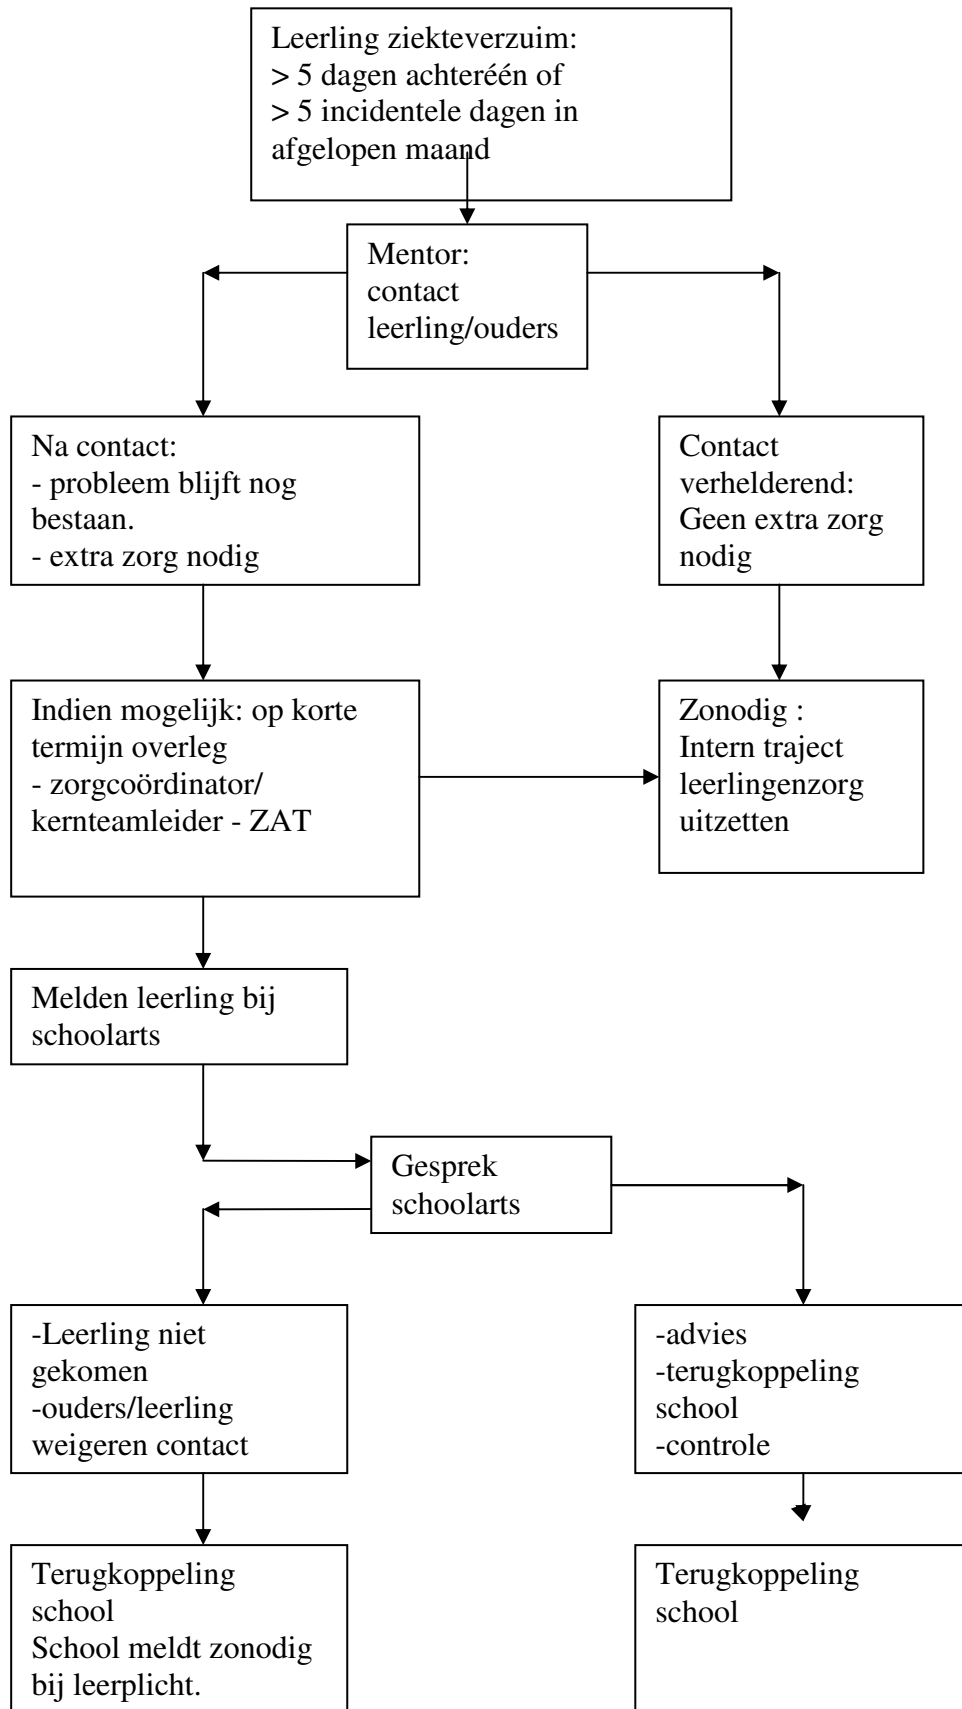 Leerling ziekteverzuim:
> 5 dagen achteréén of
> 5 incidentele dagen in
afgelopen maand
Mentor:
contact
leerling/ouders
Na contact:
- probleem blijft nog
bestaan.
- extra zorg nodig
Contact
verhelderend:
Geen extra zorg
nodig
Indien mogelijk: op korte
termijn overleg
- zorgcoördinator/
kernteamleider - ZAT
Zonodig :
Intern traject
leerlingenzorg
uitzetten
Melden leerling bij
schoolarts
Gesprek
schoolarts
-Leerling niet
gekomen
-ouders/leerling
weigeren contact
-advies
-terugkoppeling
school
-controle
Terugkoppeling
school
School meldt zonodig
bij leerplicht.
Terugkoppeling
school